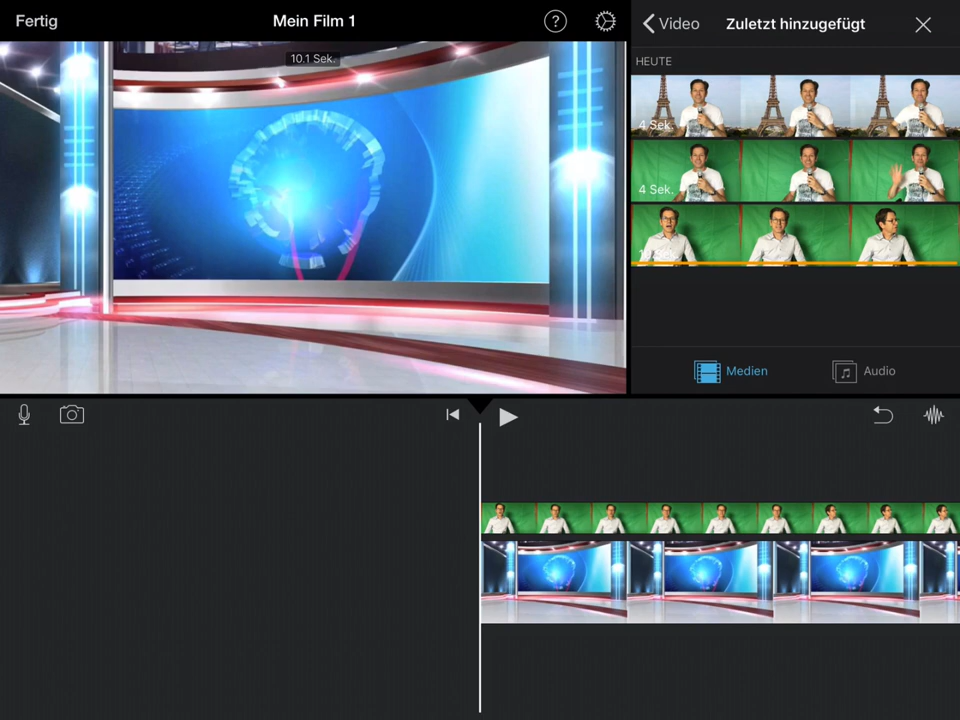 Fertig
Mein Film 1
?
Video
Zuletzt hinzugefügt
10.1 Sek.
HEUTE
4 Sek.
4 Sek.
Medien
Audio